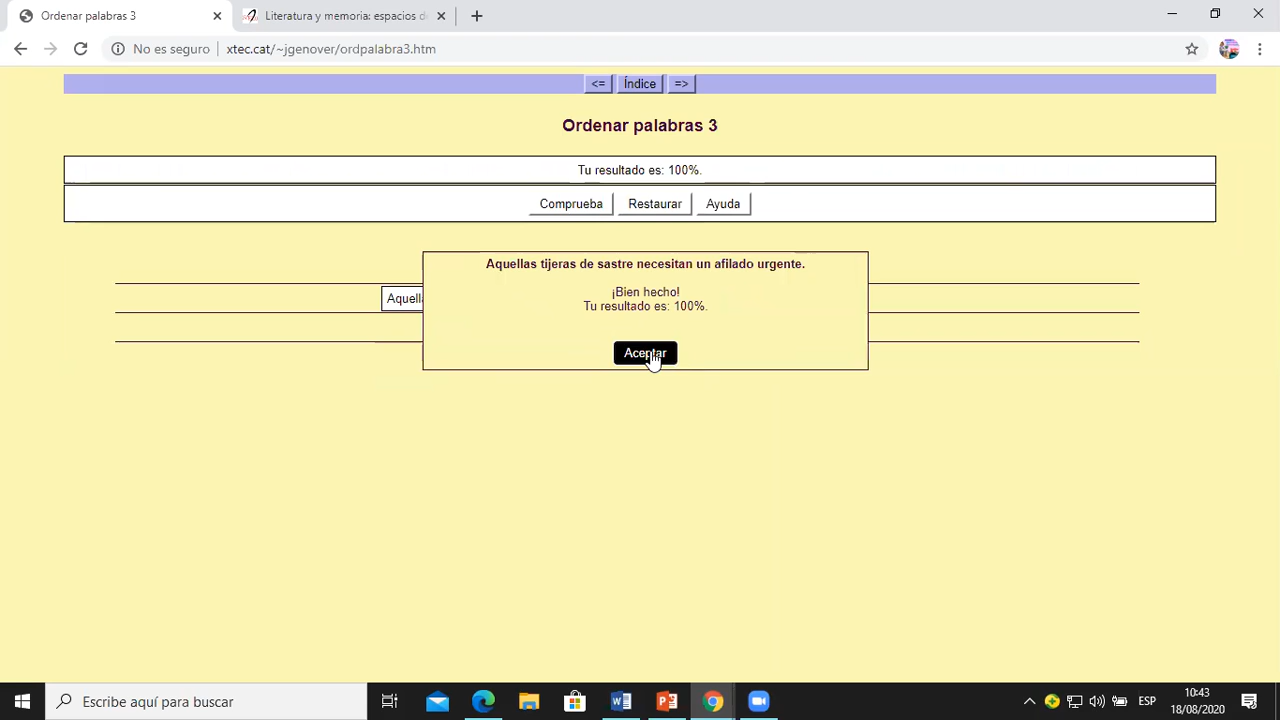 Ordenar palabras 3
Literatura y memoria: espacios de
No es seguro
xtec.cat/~jgenover/ordpalabra3.htm
<=
Índice
=>
Ordenar palabras 3
Tu resultado es: 100%.
Comprueba
Restaurar
Ayuda
Aquellas tijeras de sastre necesitan un afilado urgente.
¡Bien hecho!
Tu resultado es: 100%.
Aceptar
Escribe aquí para buscar
ESP
10:43
18/08/2020